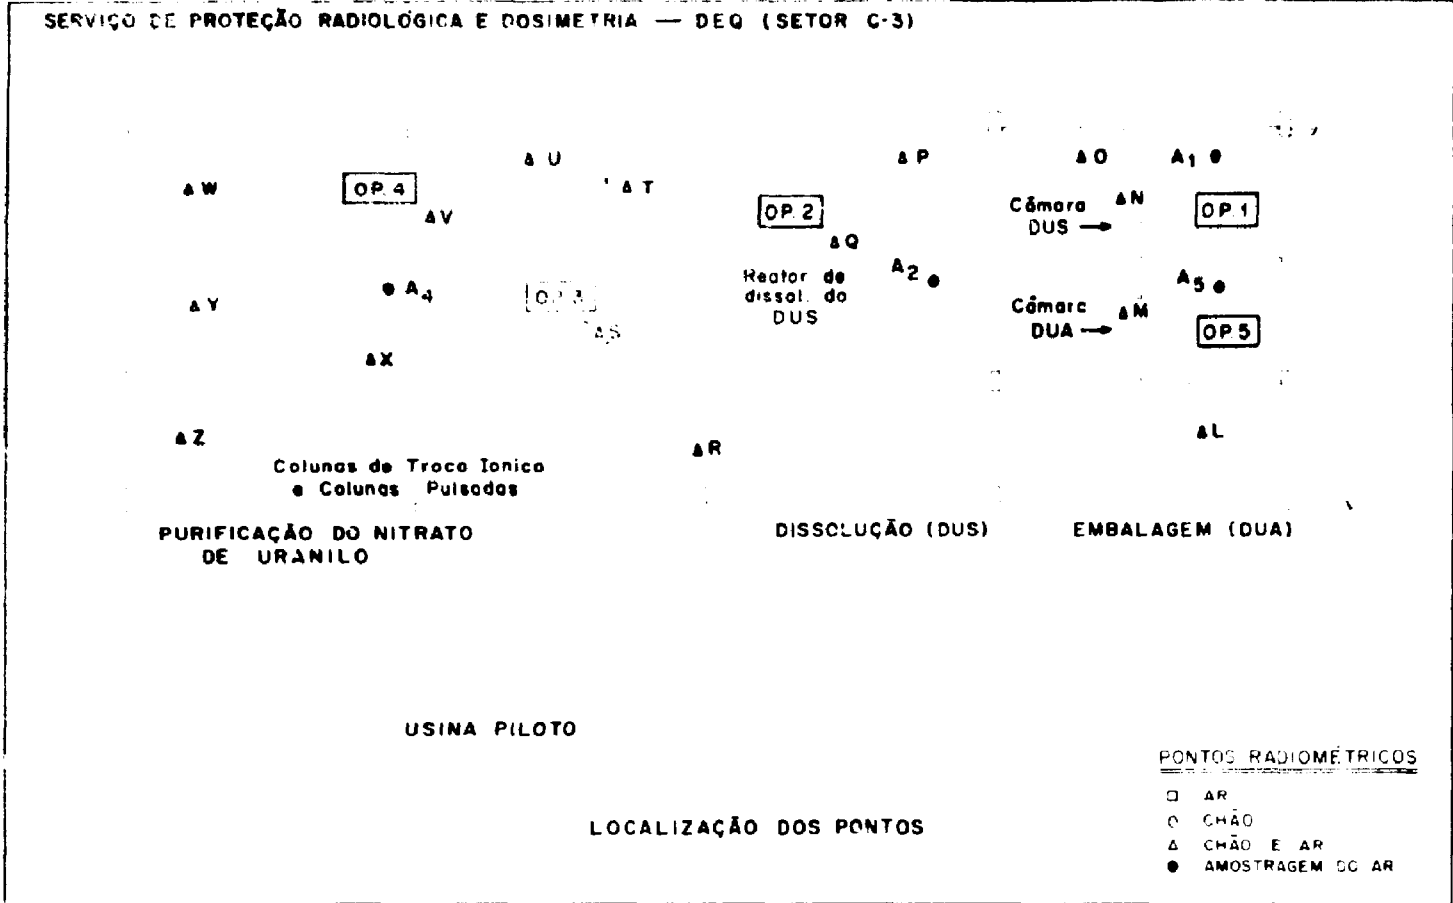 SERVIÇO DE PROTEÇÃO RADIOLÓGICA E DOSIMETRIA — DEQ (SETOR C-3)
U
P
O
A1
W
OP. 4
T
N
V
OP. 2
Câmara
DUS
OP. 1
Q
A4
OP. 3
Reator de
dissol. do
DUS
A2
A5
Y
S
Câmara
DUA
M
OP. 5
X
Z
R
L
Colunas de Troca Ionica
e Colunas Pulsadas
PURIFICAÇÃO DO NITRATO
DE URANILO
DISSOLUÇÃO (DUS)
EMBALAGEM (DUA)
USINA PILOTO
LOCALIZAÇÃO DOS PONTOS
PONTOS RADIOMÉTRICOS
AR
CHÃO
CHÃO E AR
AMOSTRAGEM DO AR